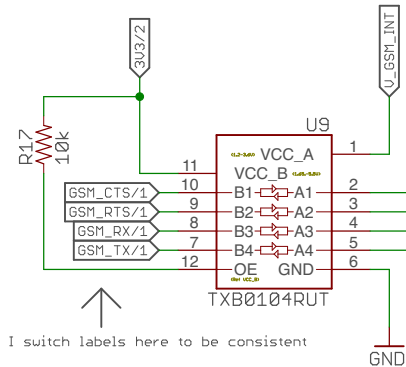 3V3/2
V_GSM_INT
R17
10k
U9
VCC_A
1
11
VCC_B
GSM_CTS/1
10
B1
A1
2
GSM_RTS/1
9
B2
A2
3
GSM_RX/1
8
B3
A3
4
GSM_TX/1
7
B4
A4
5
12
OE
GND
6
TXB0104RUT
I switch labels here to be consistent
GND